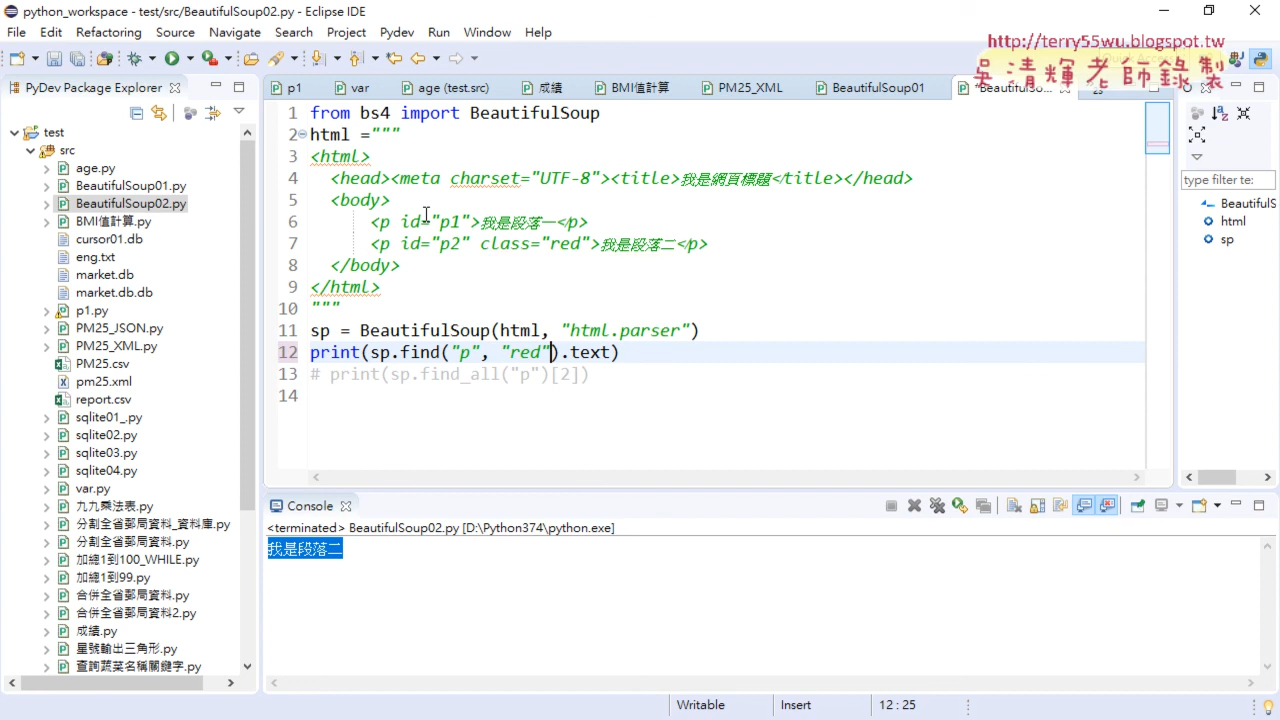 python_workspace - test/src/BeautifulSoup02.py - Eclipse IDE
File Edit Refactoring Source Navigate Search Project Pydev Run Window Help
http://terry55wu.blogspot.tw
吳清輝老師錄製
PyDev Package Explorer
p1 var age (test.src) 成績 BMI值計算 PM25_XML BeautifulSoup01 *BeautifulSo...
test
src
age.py
BeautifulSoup01.py
BeautifulSoup02.py
BMI值計算.py
cursor01.db
eng.txt
market.db
market.db.db
p1.py
PM25_JSON.py
PM25_XML.py
PM25.csv
pm25.xml
report.csv
sqlite01_.py
sqlite02.py
sqlite03.py
sqlite04.py
var.py
九九乘法表.py
分割全省郵局資料_資料庫.py
分割全省郵局資料.py
加總1到100_WHILE.py
加總1到99.py
合併全省郵局資料.py
合併全省郵局資料2.py
成績.py
星號輸出三角形.py
查詢蔬菜名稱關鍵字.py
1 from bs4 import BeautifulSoup
2 html ="""
3 <html>
4 <head><meta charset="UTF-8"><title>我是網頁標題</title></head>
5 <body>
6 <p id="p1">我是段落一</p>
7 <p id="p2" class="red">我是段落二</p>
8 </body>
9 </html>
10 """
11 sp = BeautifulSoup(html, "html.parser")
12 print(sp.find("p", "red").text)
13 # print(sp.find_all("p")[2])
14
type filter te:
BeautifulS
html
sp
Console
<terminated> BeautifulSoup02.py [D:\Python374\python.exe]
我是段落二
Writable Insert 12 : 25